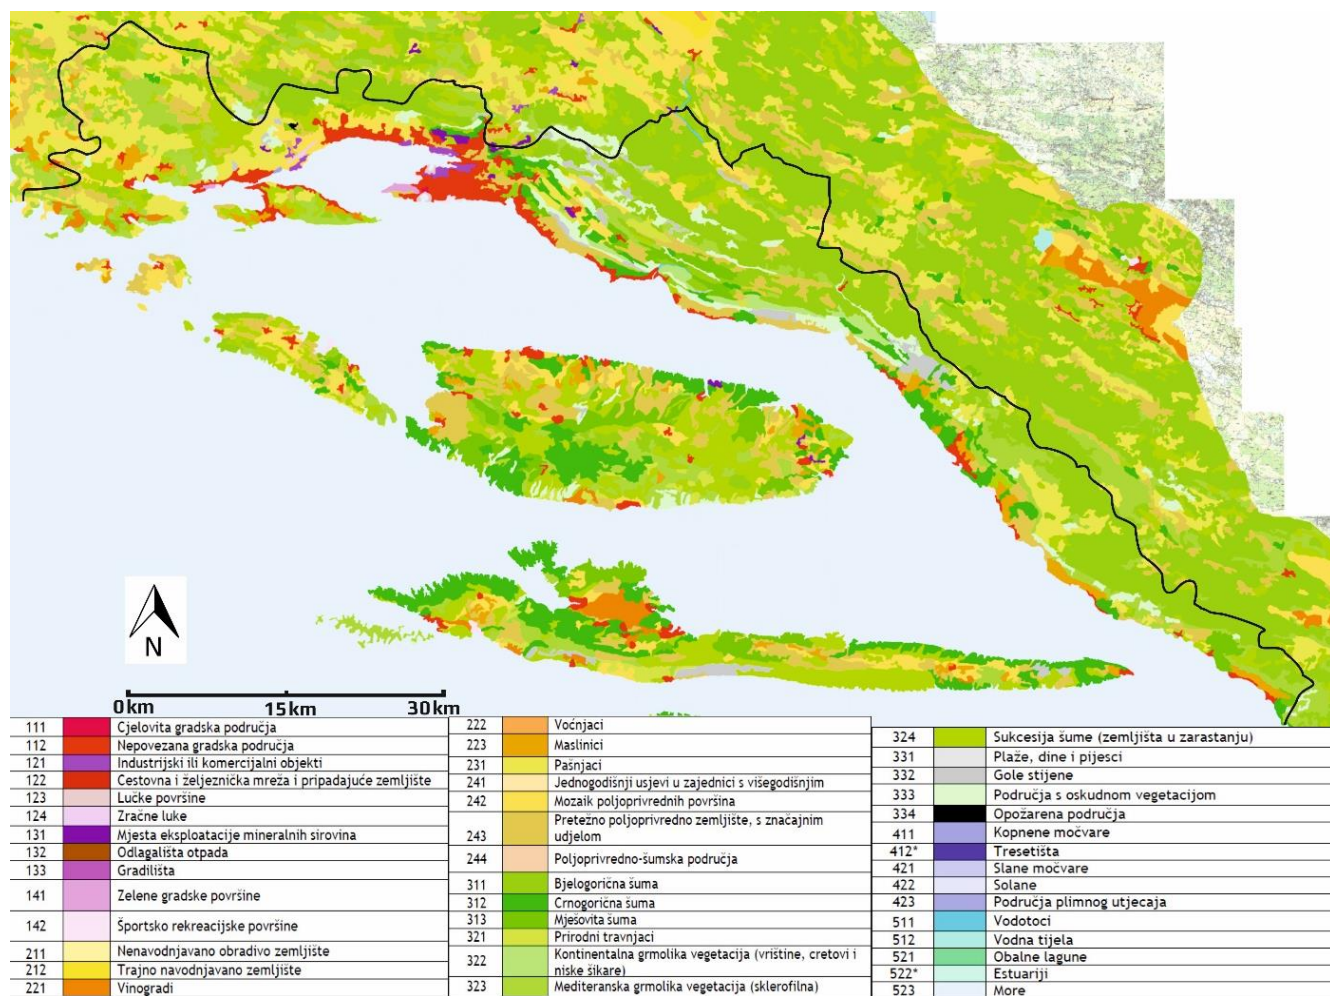 N
0km 15km 30km
111 Cjelovita gradska područja
112 Nepovezana gradska područja
121 Industrijski ili komercijalni objekti
122 Cestovna i željeznička mreža i pripadajuće zemljište
123 Lučke površine
124 Zračne luke
131 Mjesta eksploatacije mineralnih sirovina
132 Odlagališta otpada
133 Gradilišta
141 Zelene gradske površine
142 Športsko rekreacijske površine
211 Nenavodnjavano obradivo zemljište
212 Trajno navodnjavano zemljište
221 Vinogradi
222 Voćnjaci
223 Maslinici
231 Pašnjaci
241 Jednogodišnji usjevi u zajednici s višegodišnjim
242 Mozaik poljoprivrednih površina
243 Pretežno poljoprivredno zemljište, s značajnim
udjelom
244 Poljoprivredno-šumska područja
311 Bjelogorična šuma
312 Crnogorična šuma
313 Mješovita šuma
321 Prirodni travnjaci
322 Kontinentalna grmolika vegetacija (vrištine, cretovi i
niske šikare)
323 Mediteranska grmolika vegetacija (sklerofilna)
324 Sukcesija šume (zemljišta u zarastanju)
331 Plaže, dine i pijesci
332 Gole stijene
333 Područja s oskudnom vegetacijom
334 Opožarena područja
411 Kopnene močvare
412* Tresetišta
421 Slane močvare
422 Solane
423 Područja plimnog utjecaja
511 Vodotoci
512 Vodna tijela
521 Obalne lagune
522* Estuariji
523 More